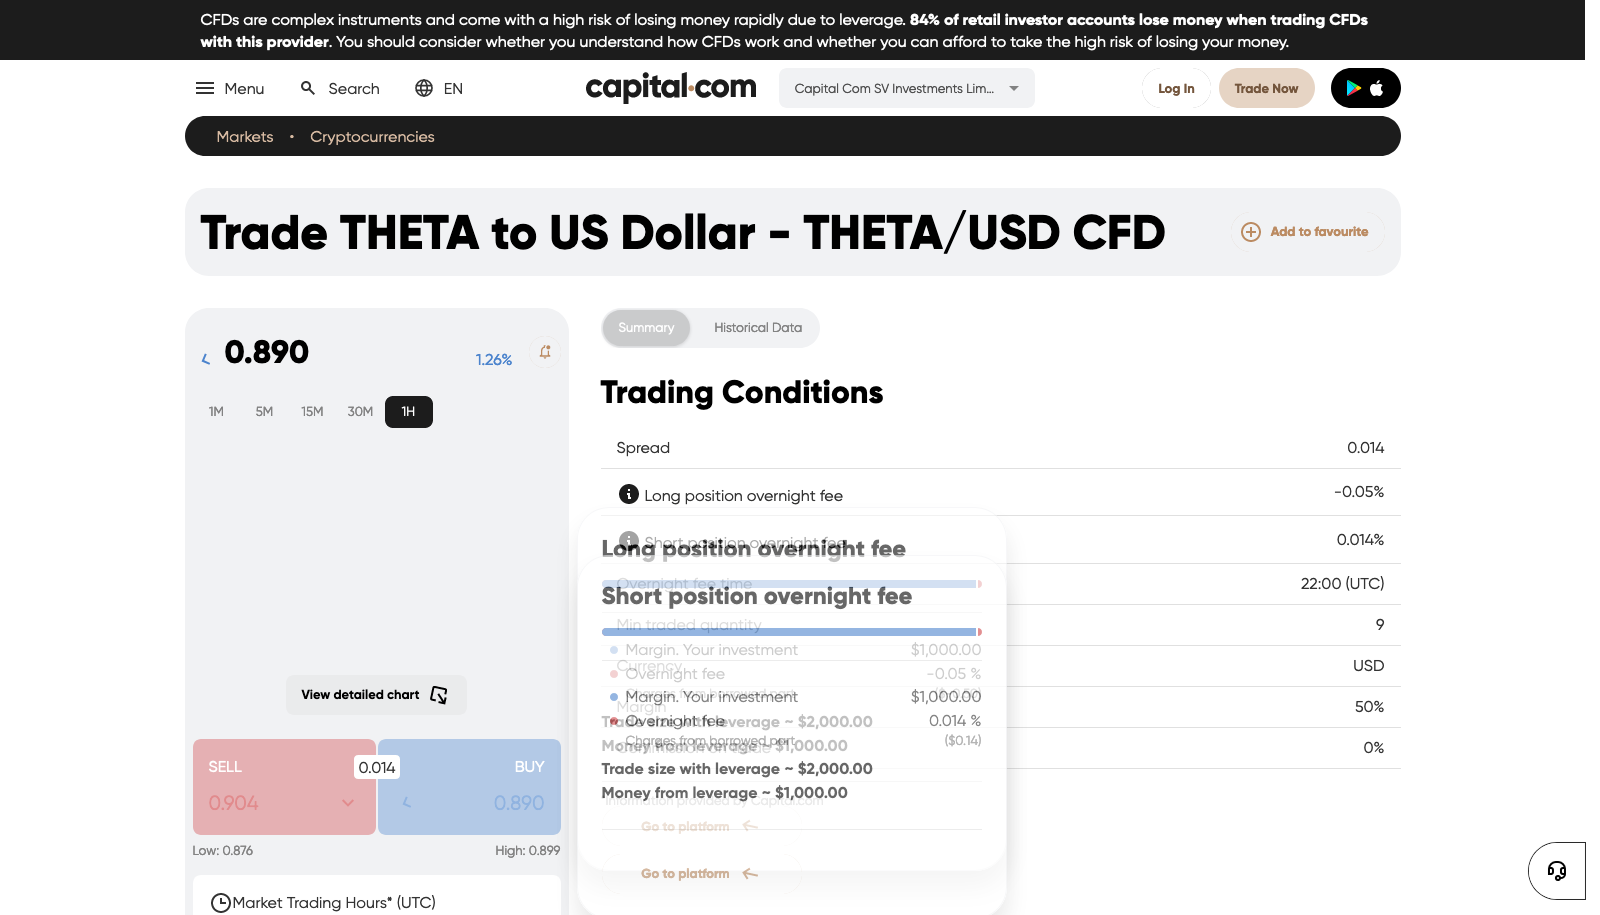 CFDs are complex instruments and come with a high risk of losing money rapidly due to leverage. 84% of retail investor accounts lose money when trading CFDs
with this provider. You should consider whether you understand how CFDs work and whether you can afford to take the high risk of losing your money.
Menu Search EN capital.com Capital Com SV Investments Lim... Log In Trade Now
Markets • Cryptocurrencies
Trade THETA to US Dollar - THETA/USD CFD
Add to favourite
0.890 1.26%
1M 5M 15M 30M 1H
View detailed chart
SELL 0.014 BUY
0.904 0.890
Low: 0.876 High: 0.899
Market Trading Hours* (UTC)
Summary Historical Data
Trading Conditions
Spread 0.014
Long position overnight fee -0.05%
Short position overnight fee 0.014%
Overnight fee time 22:00 (UTC)
Min traded quantity 9
Currency USD
Margin 50%
0%
Information provided by Capital.com
Long position overnight fee
Margin. Your investment $1,000.00
Overnight fee -0.05 %
Trade size with leverage ~ $2,000.00
Money from leverage ~ $1,000.00
Go to platform
Short position overnight fee
Margin. Your investment $1,000.00
Overnight fee 0.014 %
Charges from borrowed part ($0.14)
Trade size with leverage ~ $2,000.00
Money from leverage ~ $1,000.00
Go to platform